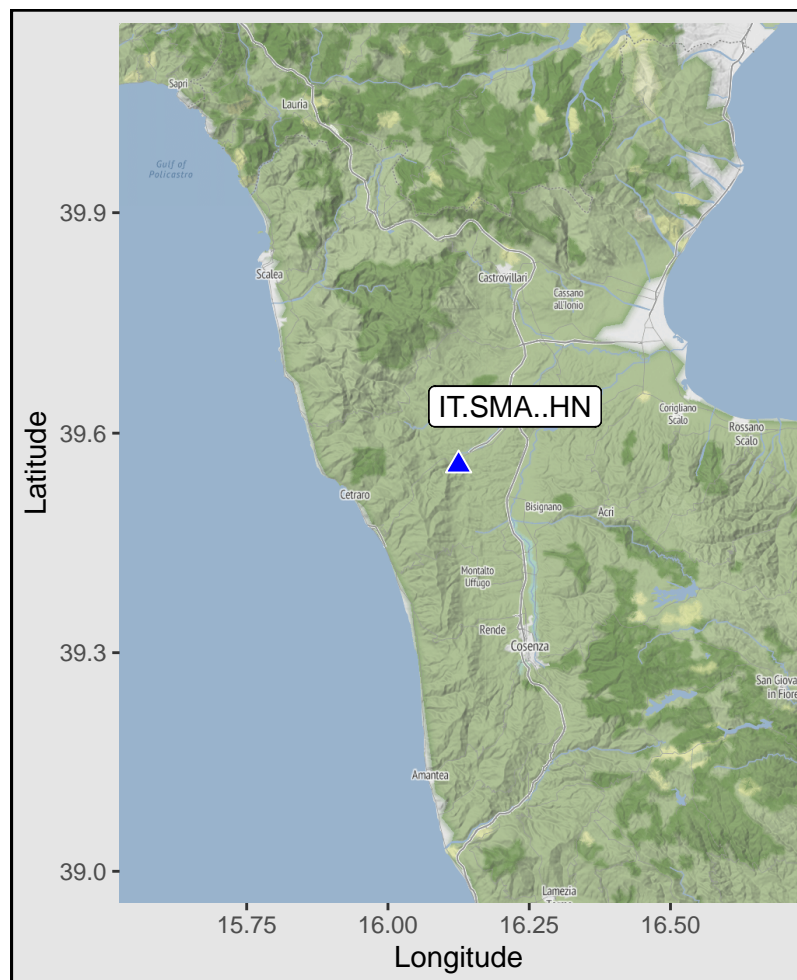 Sapri
Lauria
Gulf of
Policastro
39.9
Scalea
Castrovillari
Cassano
all'Ionio
IT.SMA..HN
Corigliano
Scalo
Rossano
Scalo
39.6
Latitude
Cetraro
Bisignano
Acri
Montalto
Uffugo
Rende
Cosenza
39.3
San Giova
in Fiore
Amantea
39.0
Lamezia
15.75
16.00
16.25
16.50
Longitude